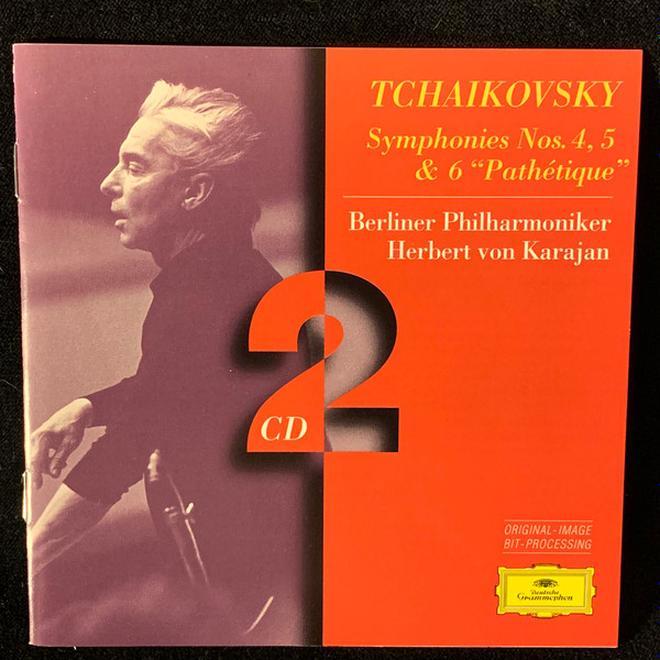 TCHAIKOVSKY
Symphonies Nos. 4, 5
& 6 “Pathétique”
Berliner Philharmoniker
Herbert von Karajan
2
CD
ORIGINAL-IMAGE
BIT-PROCESSING
Deutsche
Grammophon